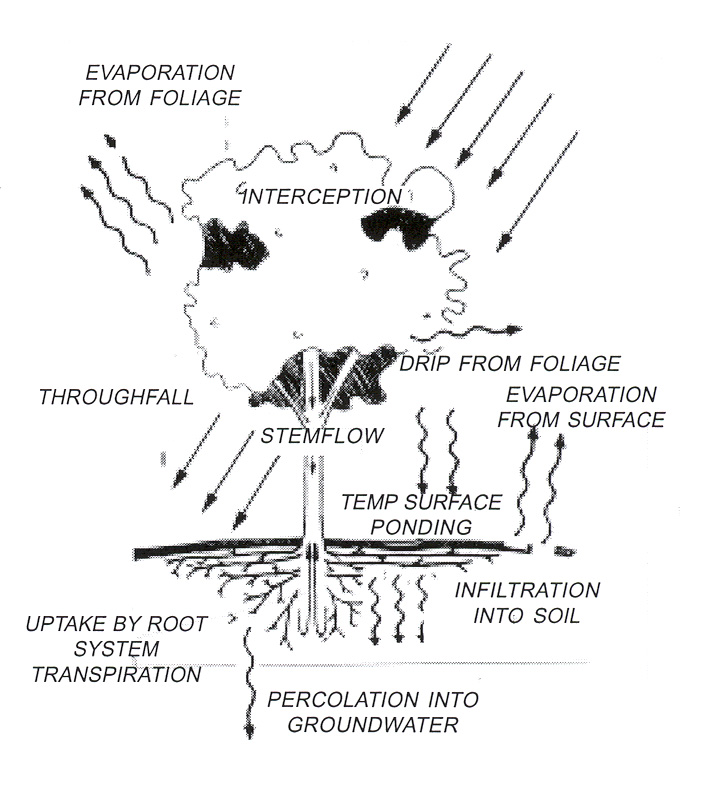 EVAPORATION
FROM FOLIAGE
INTERCEPTION
DRIP FROM FOLIAGE
THROUGHFALL
EVAPORATION
FROM SURFACE
STEMFLOW
TEMP SURFACE
PONDING
INFILTRATION
INTO SOIL
UPTAKE BY ROOT
SYSTEM
TRANSPIRATION
PERCOLATION INTO
GROUNDWATER